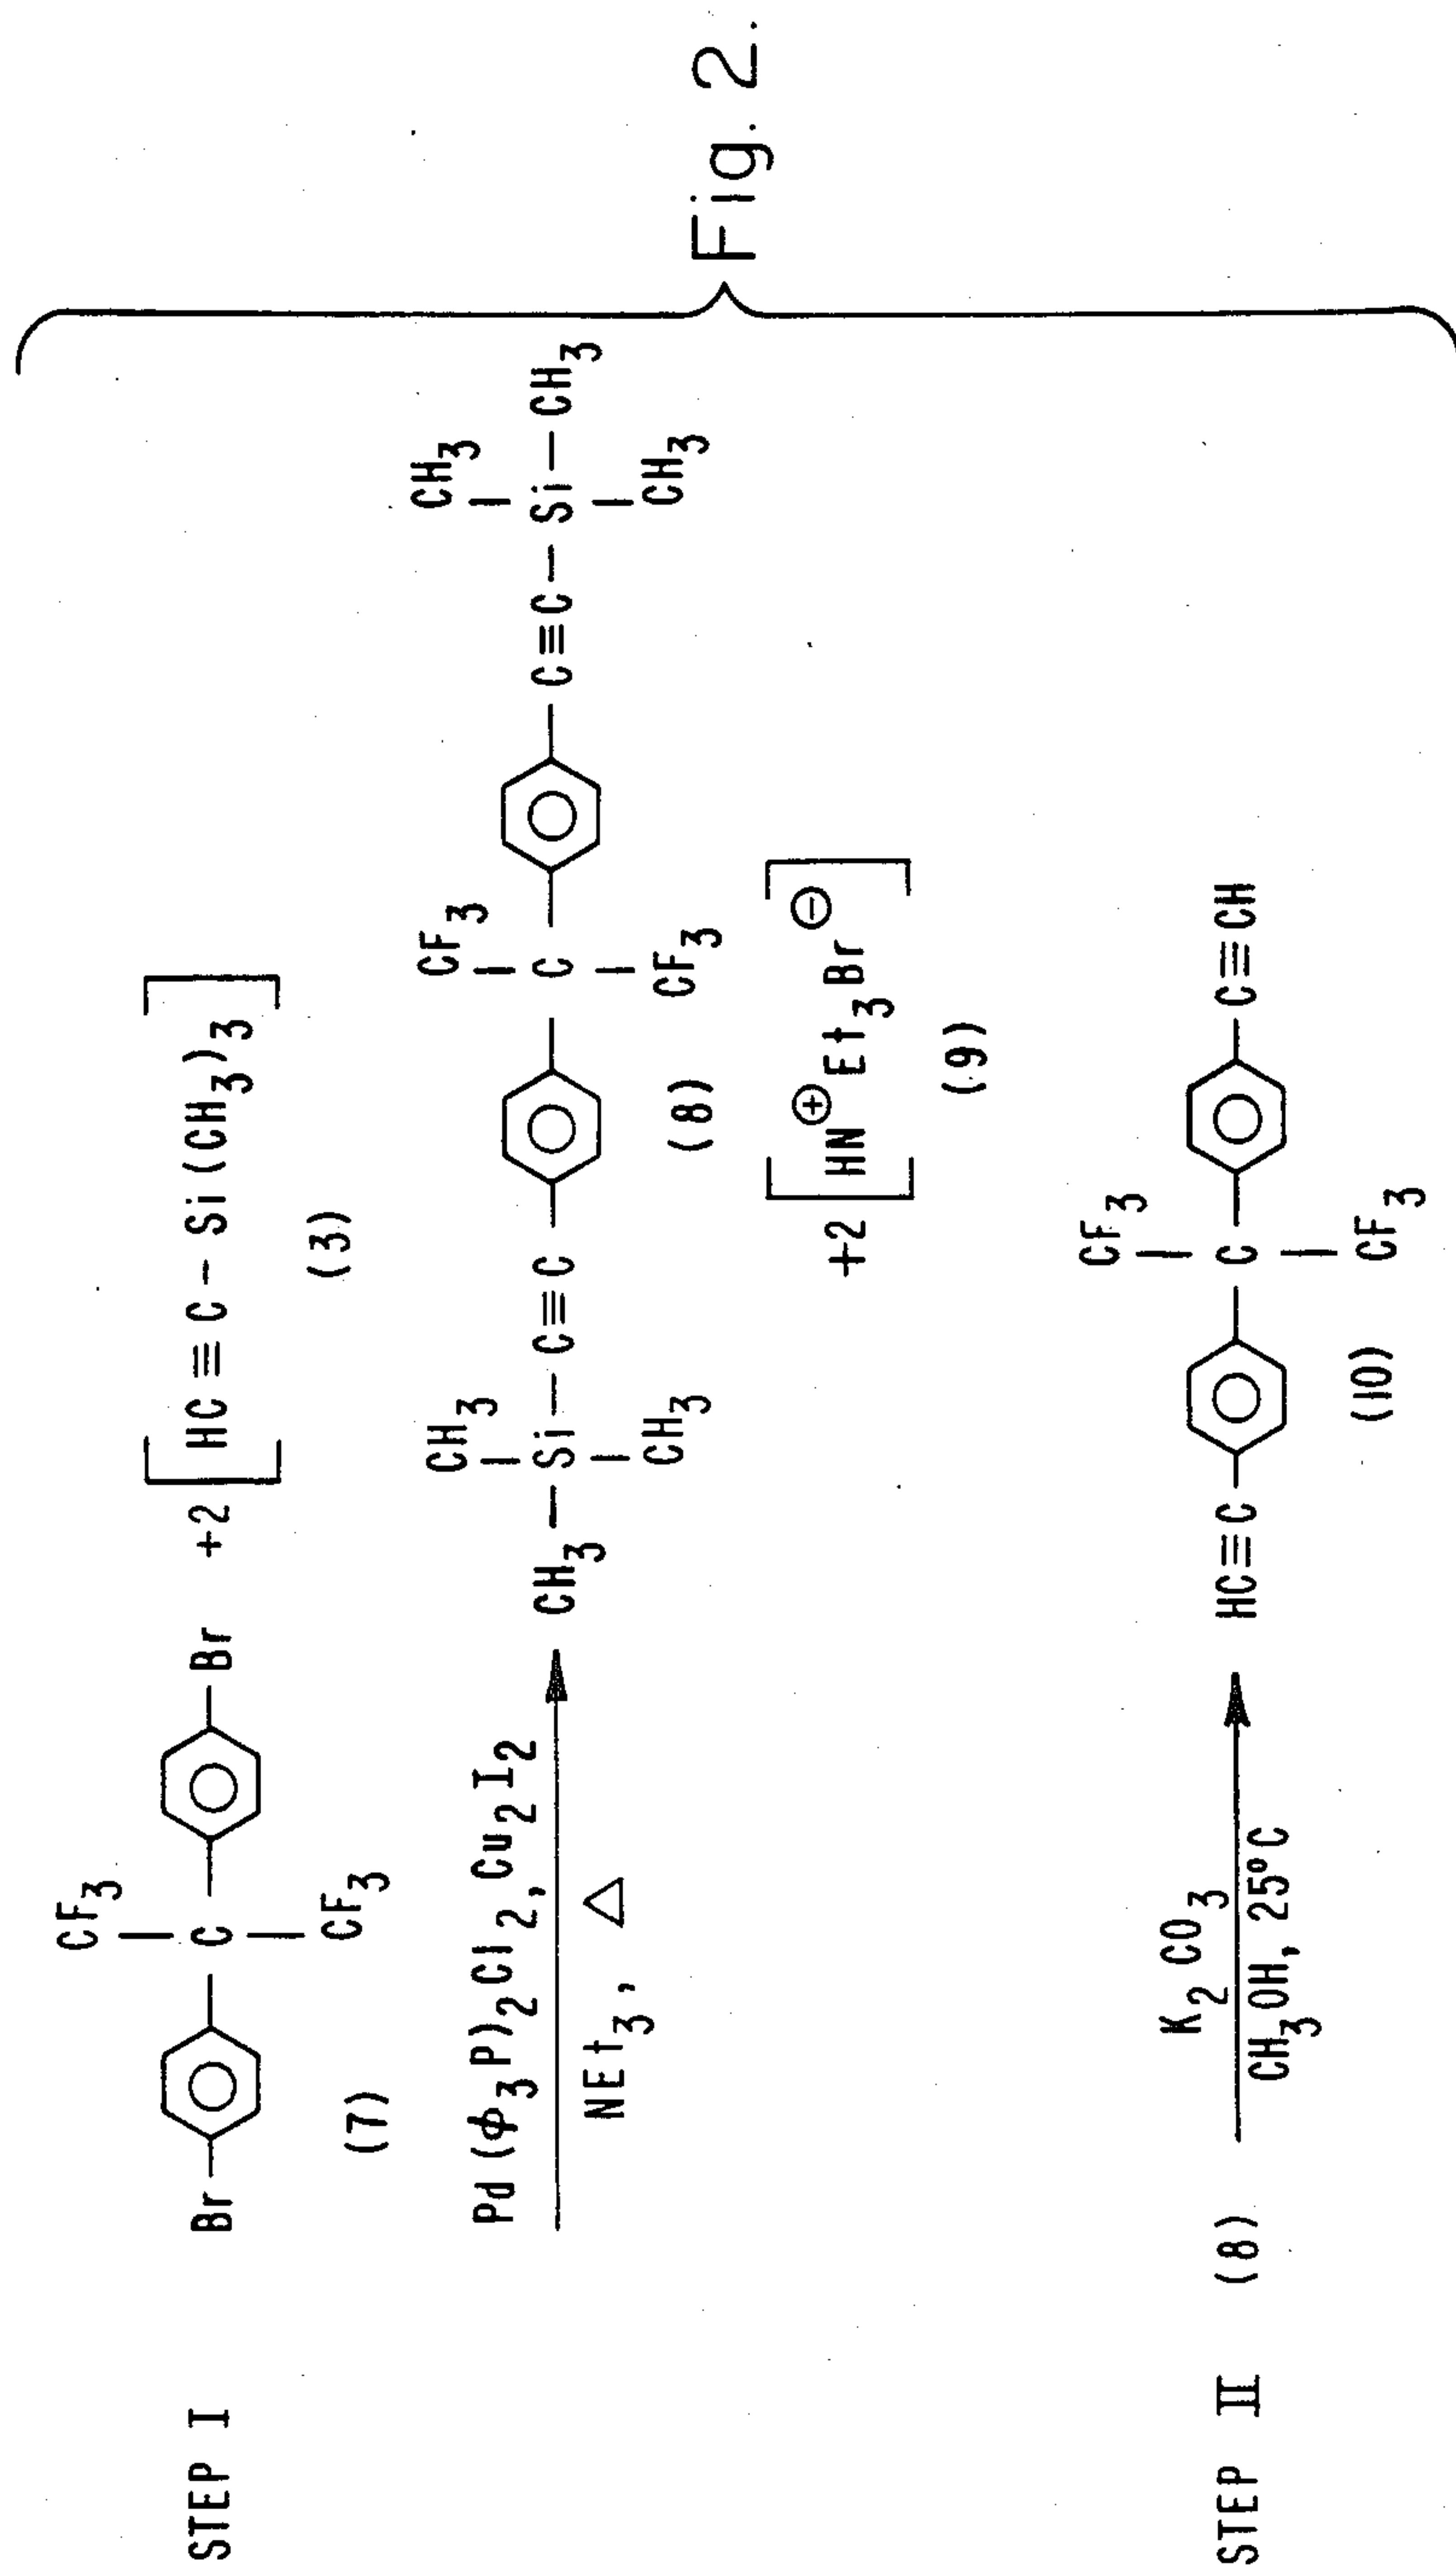 STEP I
Br CF3 C CF3 Br +2 [HC≡C-Si(CH3)3]
(7) (3)
Pd(ϕ3P)2Cl2, Cu2I2
NEt3, △
CH3-Si-C≡C C C≡C-Si-CH3
CH3 CH3 CF3 CF3 CH3 CH3
(8)
+2 [HN⊕Et3Br⊖]
(9)
STEP II (8) K2CO3
CH3OH, 25°C
HC≡C C C≡CH
CF3 CF3
(10)
Fig. 2.